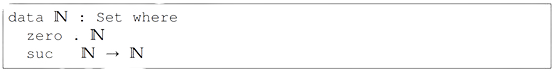 data ℕ : Set where
zero . ℕ
suc ℕ → ℕ